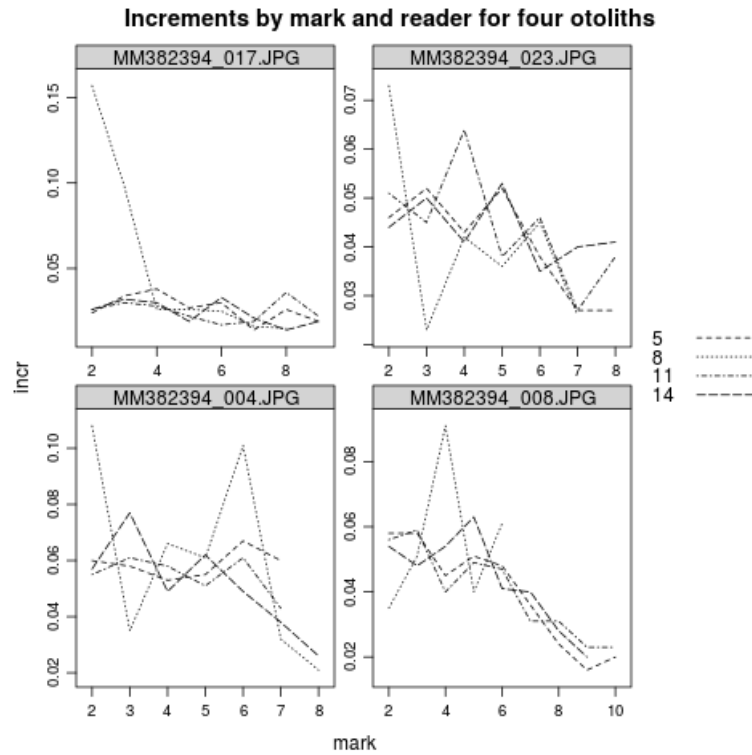 Increments by mark and reader for four otoliths
MM382394_017.JPG
MM382394_023.JPG
0.15
0.10
0.05
0.07
0.06
0.05
0.04
0.03
2 4 6 8
2 3 4 5 6 7 8
incr
5
8
11
14
MM382394_004.JPG
MM382394_008.JPG
0.10
0.08
0.06
0.04
0.02
0.08
0.06
0.04
0.02
2 3 4 5 6 7 8
2 4 6 8 10
mark